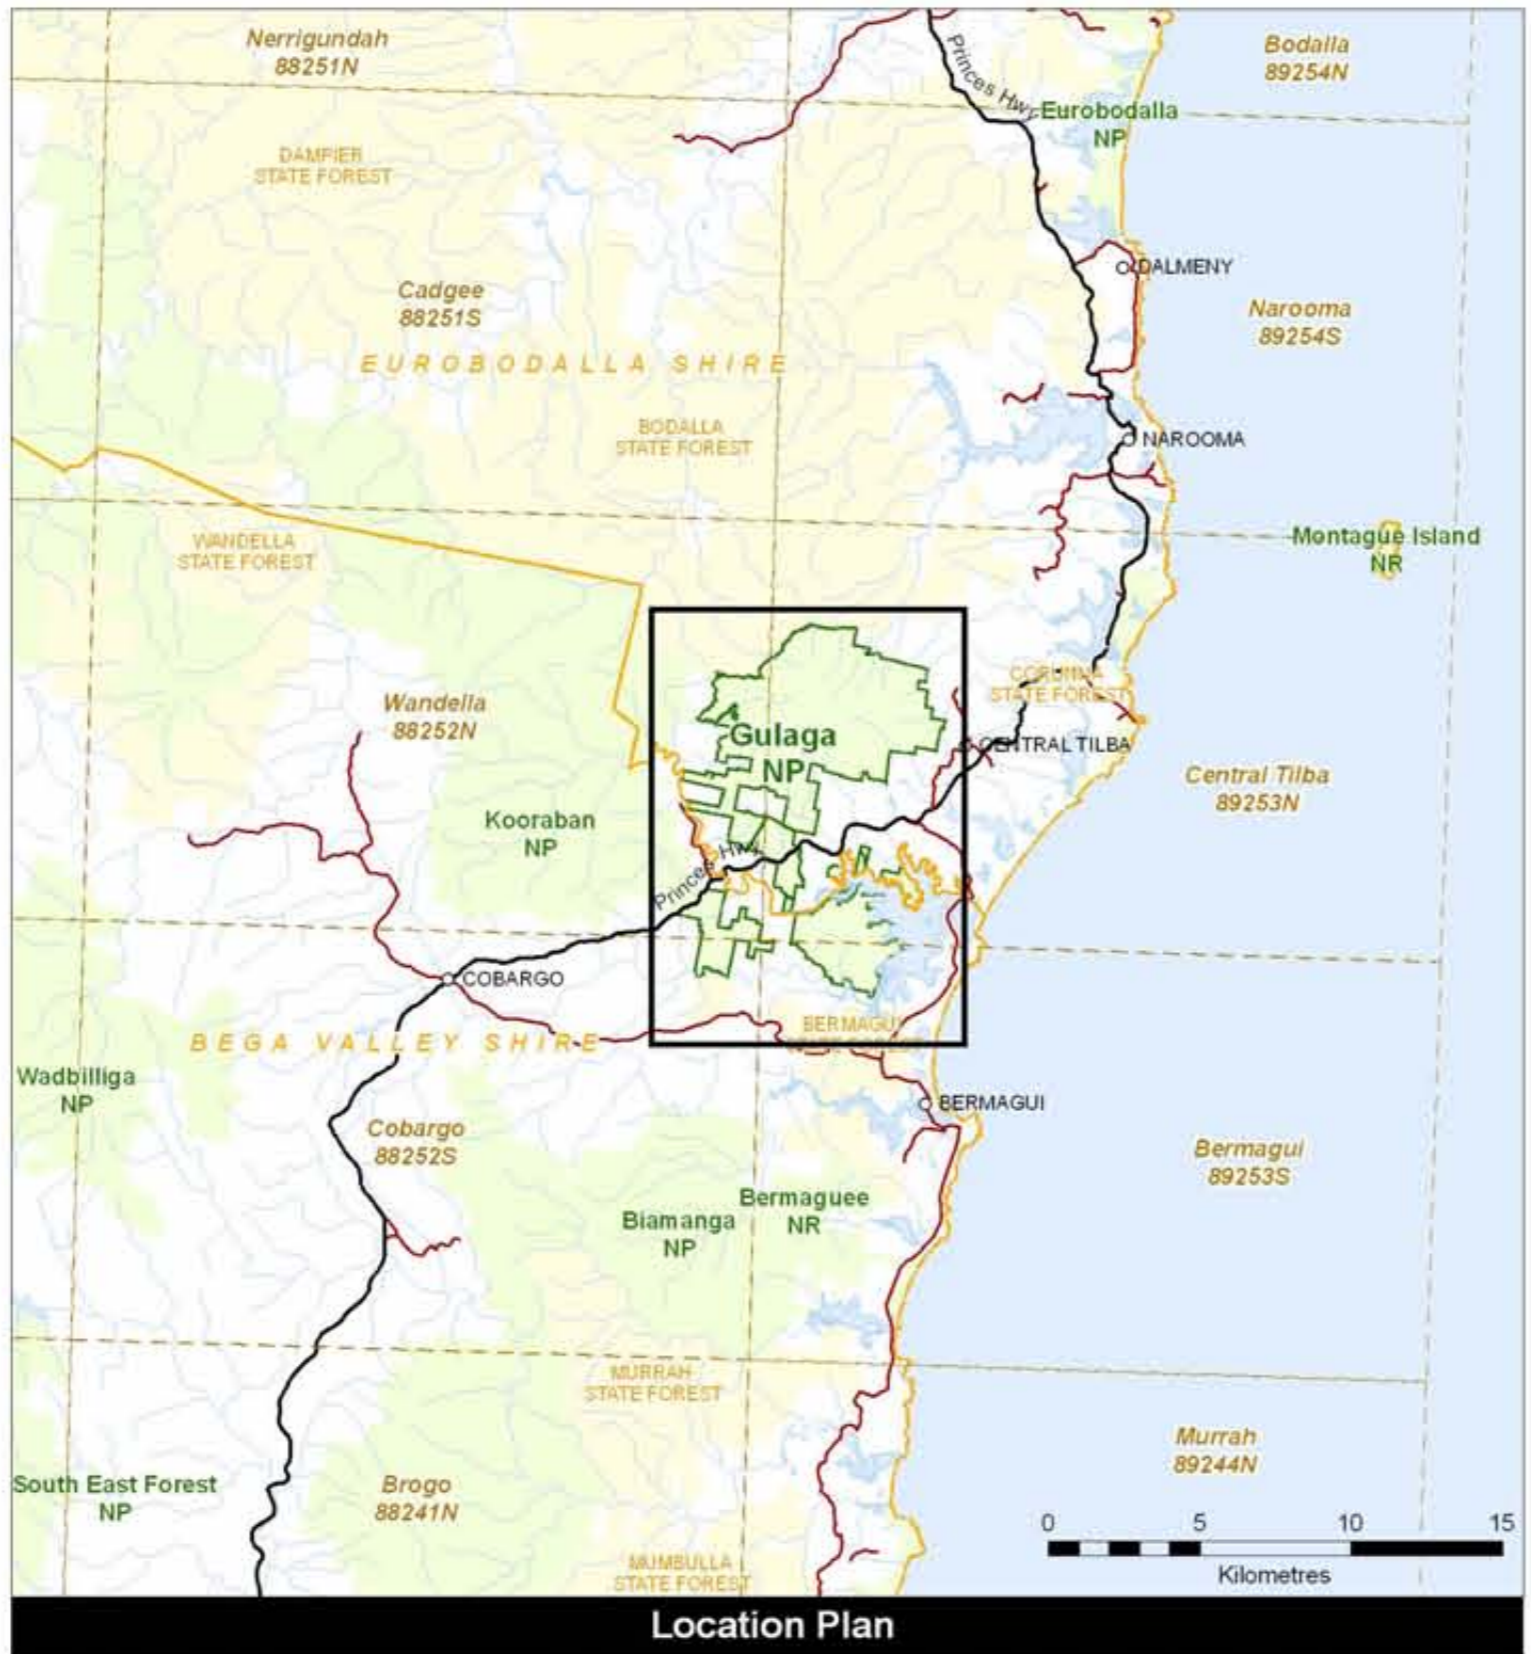 Nerrigundah
88251N
Princes Hwy
Bodalla
89254N
Eurobodalla
NP
DAMPIER
STATE FOREST
DALMENY
Cadgee
88251S
Narooma
89254S
EUROBODALLA SHIRE
BODALLA
STATE FOREST
NAROOMA
WANDELLA
STATE FOREST
Montague Island
NR
CORUNNA
STATE FOREST
Wandella
88252N
Gulaga
NP
CENTRAL TILBA
Central Tilba
89253N
Kooraban
NP
Princes Hwy
COBARGO
BERMAGUI
STATE FOREST
BEGA VALLEY SHIRE
Wadbilliga
NP
BERMAGUI
Cobargo
88252S
Bermagui
89253S
Bermaguee
NR
Biamanga
NP
MURRAH
STATE FOREST
Murrah
89244N
South East Forest
NP
Brogo
88241N
0 5 10 15
Kilometres
MUMBULLA
STATE FOREST
Location Plan